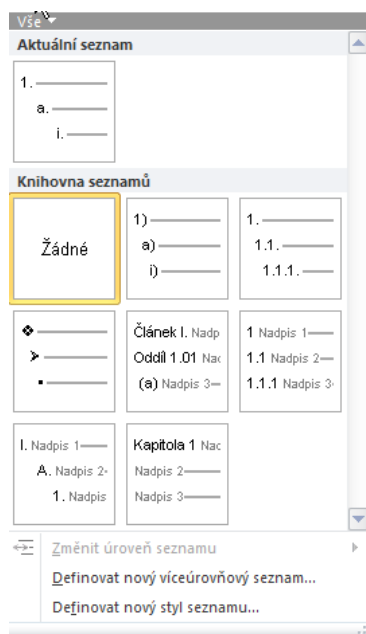 Vše
Aktuální seznam
1.
a.
i.
Knihovna seznamů
Žádné
1)
a)
i)
1.
1.1.
1.1.1.
Článek I. Nadp
Oddíl 1.01 Nac
(a) Nadpis 3
1 Nadpis 1
1.1 Nadpis 2
1.1.1 Nadpis 3
I. Nadpis 1
A. Nadpis 2
1. Nadpis
Kapitola 1 Nac
Nadpis 2
Nadpis 3
Změnit úroveň seznamu
Definovat nový víceúrovňový seznam...
Definovat nový styl seznamu...